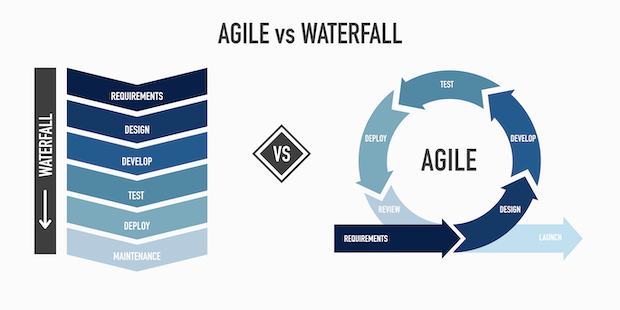 AGILE vs WATERFALL
WATERFALL
REQUIREMENTS
DESIGN
DEVELOP
TEST
DEPLOY
MAINTENANCE
VS
TEST
DEPLOY
DEVELOP
AGILE
REVIEW
DESIGN
REQUIREMENTS
LAUNCH